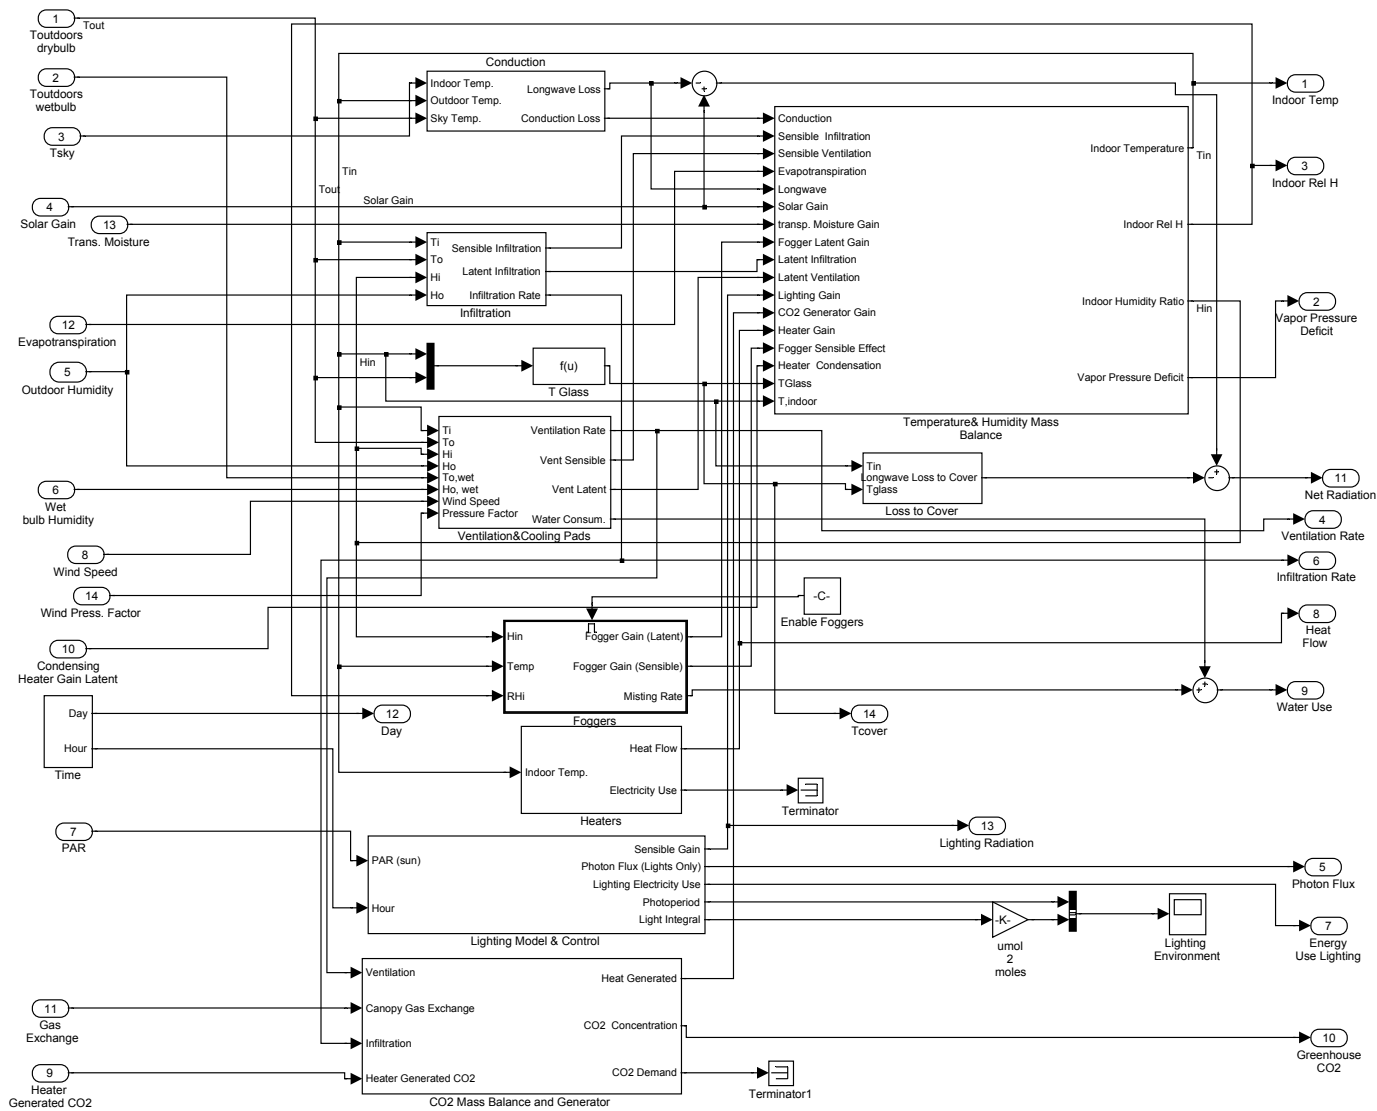 1
Tout
Toutdoors
drybulb
2
Toutdoors
wetbulb
3
Tsky
4
Solar Gain
13
Trans. Moisture
12
Evapotranspiration
5
Outdoor Humidity
6
Wet
bulb Humidity
8
Wind Speed
14
Wind Press. Factor
10
Condensing
Heater Gain Latent
Day
Hour
Time
7
PAR
11
Gas
Exchange
9
Heater
Generated CO2
Tin
Tout
Solar Gain
Hin
Conduction
Indoor Temp.
Outdoor Temp.
Sky Temp.
Longwave Loss
Conduction Loss
Ti
To
Hi
Ho
Sensible Infiltration
Latent Infiltration
Infiltration Rate
Infiltration
f(u)
T Glass
Ti
To
Hi
Ho
To,wet
Ho, wet
Wind Speed
Pressure Factor
Ventilation Rate
Vent Sensible
Vent Latent
Water Consum.
Ventilation&Cooling Pads
-C-
Enable Foggers
Hin
Temp
RHi
Fogger Gain (Latent)
Fogger Gain (Sensible)
Misting Rate
Foggers
12
Day
14
Tcover
Indoor Temp.
Heat Flow
Electricity Use
Heaters
Terminator
PAR (sun)
Hour
Sensible Gain
Photon Flux (Lights Only)
Lighting Electricity Use
Photoperiod
Light Integral
Lighting Model & Control
Ventilation
Canopy Gas Exchange
Infiltration
Heater Generated CO2
Heat Generated
CO2 Concentration
CO2 Demand
CO2 Mass Balance and Generator
Terminator1
-
+
Conduction
Sensible Infiltration
Sensible Ventilation
Evapotranspiration
Longwave
Solar Gain
transp. Moisture Gain
Fogger Latent Gain
Latent Infiltration
Latent Ventilation
Lighting Gain
CO2 Generator Gain
Heater Gain
Fogger Sensible Effect
Heater Condensation
TGlass
T,indoor
Indoor Temperature
Indoor Rel H
Indoor Humidity Ratio
Vapor Pressure Deficit
Temperature& Humidity Mass
Balance
Tin
Hin
Tin
Longwave Loss to Cover
Tglass
Loss to Cover
+
-
+
+
-K-
umol
2
moles
Lighting
Environment
13
Lighting Radiation
1
Indoor Temp
3
Indoor Rel H
2
Vapor Pressure
Deficit
11
Net Radiation
4
Ventilation Rate
6
Infiltration Rate
8
Heat
Flow
9
Water Use
5
Photon Flux
7
Energy
Use Lighting
10
Greenhouse
CO2